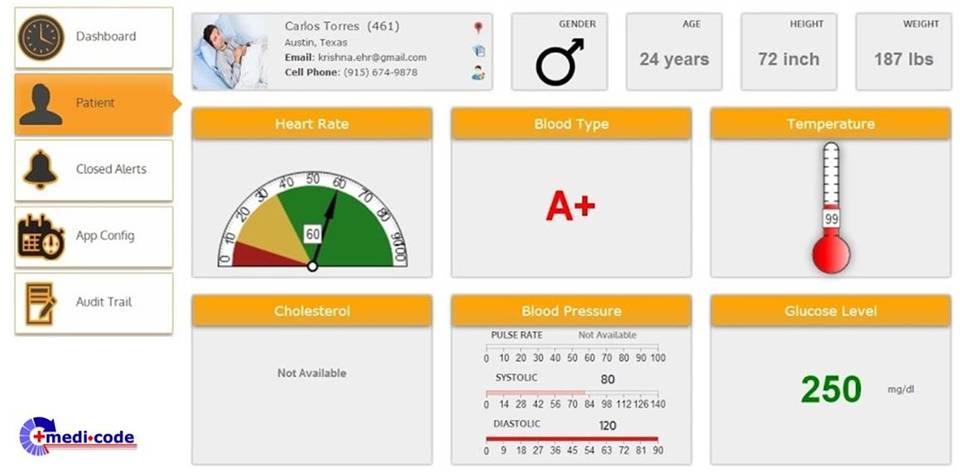 Dashboard
Patient
Closed Alerts
App Config
Audit Trail
medi•code
Carlos Torres (461)
Austin, Texas
Email: krishna.ehr@gmail.com
Cell Phone: (915) 674-9878
GENDER
AGE
24 years
HEIGHT
72 inch
WEIGHT
187 lbs
Heart Rate
0 10 20 30 40 50 60 70 80 90 100
60
Blood Type
A+
Temperature
99
Cholesterol
Not Available
Blood Pressure
PULSE RATE Not Available
0 10 20 30 40 50 60 70 80 90 100
SYSTOLIC 80
0 14 28 42 56 70 84 98 112 126 140
DIASTOLIC 120
0 9 18 27 36 45 54 63 72 81 90
Glucose Level
250 mg/dl